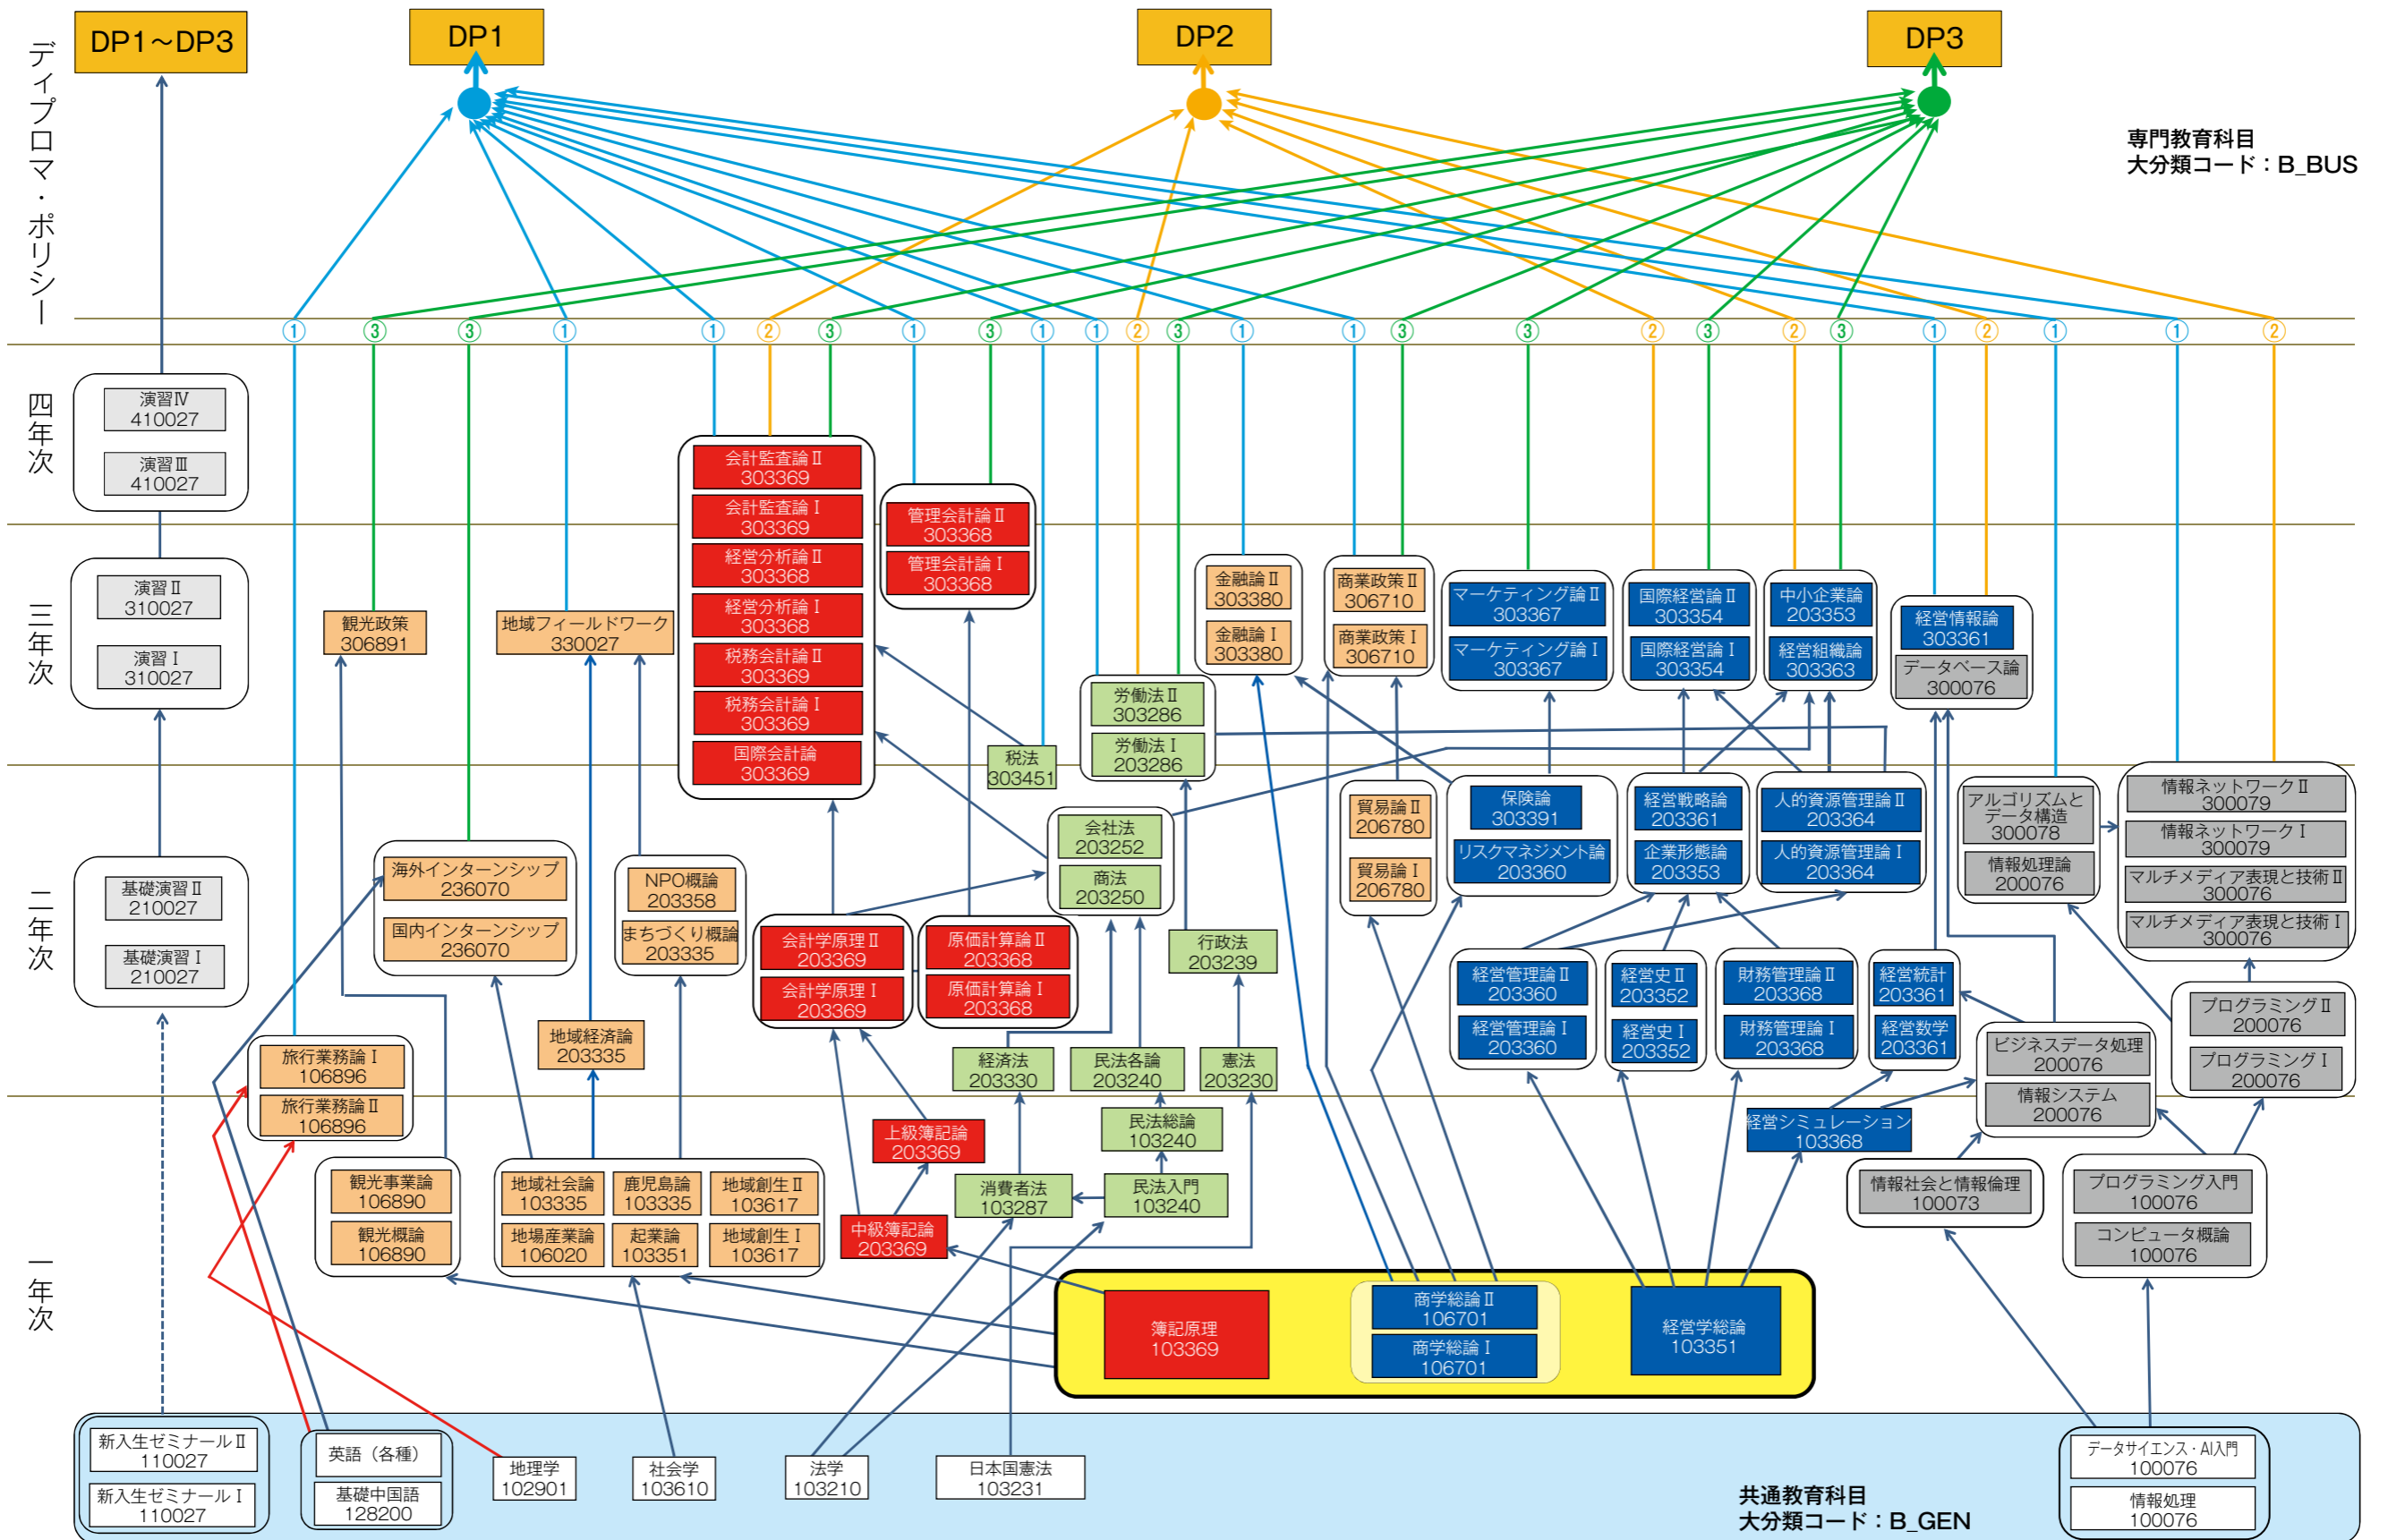 DP1～DP3
DP1
DP2
DP3
専門教育科目
大分類コード：B_BUS
ディプロマ・ポリシー
① ③ ③ ① ① ② ③ ① ③ ① ① ② ③ ① ① ③ ③ ② ③ ② ③ ① ② ① ① ②
四年次
演習Ⅳ
410027
演習Ⅲ
410027
会計監査論Ⅱ
303369
会計監査論Ⅰ
303369
経営分析論Ⅱ
303368
経営分析論Ⅰ
303368
税務会計論Ⅱ
303369
税務会計論Ⅰ
303369
国際会計論
303369
管理会計論Ⅱ
303368
管理会計論Ⅰ
303368
三年次
演習Ⅱ
310027
演習Ⅰ
310027
観光政策
306891
地域フィールドワーク
330027
税法
303451
労働法Ⅱ
303286
労働法Ⅰ
203286
金融論Ⅱ
303380
金融論Ⅰ
303380
商業政策Ⅱ
306710
商業政策Ⅰ
306710
マーケティング論Ⅱ
303367
マーケティング論Ⅰ
303367
国際経営論Ⅱ
303354
国際経営論Ⅰ
303354
中小企業論
203353
経営組織論
303363
経営情報論
303361
データベース論
300076
二年次
基礎演習Ⅱ
210027
基礎演習Ⅰ
210027
海外インターンシップ
236070
国内インターンシップ
236070
NPO概論
203358
まちづくり概論
203335
会計学原理Ⅱ
203369
会計学原理Ⅰ
203369
原価計算論Ⅱ
203368
原価計算論Ⅰ
203368
会社法
203252
商法
203250
行政法
203239
貿易論Ⅱ
206780
貿易論Ⅰ
206780
保険論
303391
リスクマネジメント論
203360
経営戦略論
203361
企業形態論
203353
人的資源管理論Ⅱ
203364
人的資源管理論Ⅰ
203364
アルゴリズムと
データ構造
300078
情報処理論
200076
情報ネットワークⅡ
300079
情報ネットワークⅠ
300079
マルチメディア表現と技術Ⅱ
300076
マルチメディア表現と技術Ⅰ
300076
経営管理論Ⅱ
203360
経営管理論Ⅰ
203360
経営史Ⅱ
203352
経営史Ⅰ
203352
財務管理論Ⅱ
203368
財務管理論Ⅰ
203368
経営統計
203361
経営数学
203361
プログラミングⅡ
200076
プログラミングⅠ
200076
ビジネスデータ処理
200076
情報システム
200076
旅行業務論Ⅰ
106896
旅行業務論Ⅱ
106896
地域経済論
203335
経済法
203330
民法各論
203240
憲法
203230
一年次
観光事業論
106890
観光概論
106890
地域社会論
103335
鹿児島論
103335
地域創生Ⅱ
103617
地場産業論
106020
起業論
103351
地域創生Ⅰ
103617
上級簿記論
203369
中級簿記論
203369
民法総論
103240
消費者法
103287
民法入門
103240
経営シミュレーション
103368
情報社会と情報倫理
100073
プログラミング入門
100076
コンピュータ概論
100076
簿記原理
103369
商学総論Ⅱ
106701
商学総論Ⅰ
106701
経営学総論
103351
新入生ゼミナールⅡ
110027
新入生ゼミナールⅠ
110027
英語（各種）
基礎中国語
128200
地理学
102901
社会学
103610
法学
103210
日本国憲法
103231
データサイエンス・AI入門
100076
情報処理
100076
共通教育科目
大分類コード：B_GEN